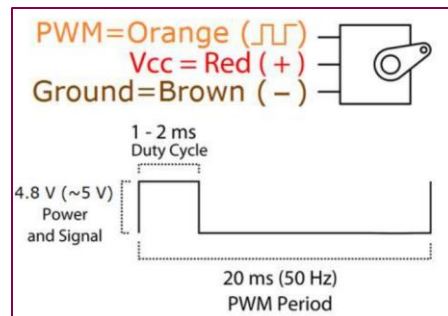 PWM=Orange (⎍⎍)
Vcc = Red ( + )
Ground=Brown ( − )
1 - 2 ms
Duty Cycle
4.8 V (~5 V)
Power
and Signal
20 ms (50 Hz)
PWM Period